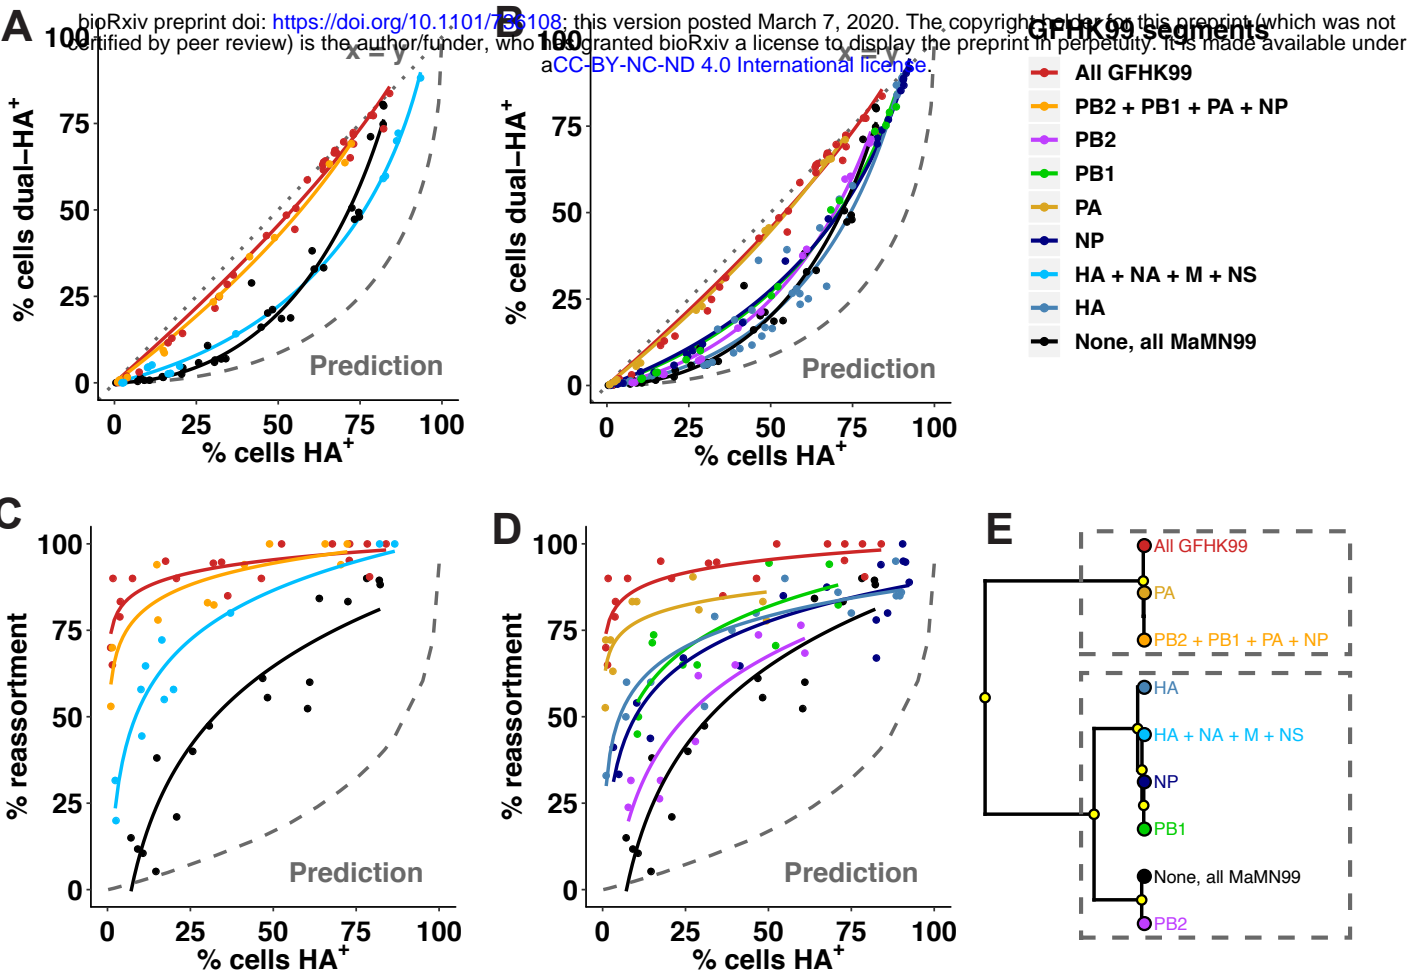 bioRxiv preprint doi: https://doi.org/10.1101/736108; this version posted March 7, 2020. The copyright holder for this preprint (which was not
certified by peer review) is the author/funder, who has granted bioRxiv a license to display the preprint in perpetuity. It is made available under
aCC-BY-NC-ND 4.0 International license.
A
% cells dual–HA+
100
75
50
25
0
x = y
Prediction
0 25 50 75 100
% cells HA+
B
% cells dual–HA+
100
75
50
25
0
x = y
Prediction
0 25 50 75 100
% cells HA+
GFHK99 segments
All GFHK99
PB2 + PB1 + PA + NP
PB2
PB1
PA
NP
HA + NA + M + NS
HA
None, all MaMN99
C
% reassortment
100
75
50
25
0
Prediction
0 25 50 75 100
% cells HA+
D
% reassortment
100
75
50
25
0
Prediction
0 25 50 75 100
% cells HA+
E
All GFHK99
PA
PB2 + PB1 + PA + NP
HA
HA + NA + M + NS
NP
PB1
None, all MaMN99
PB2